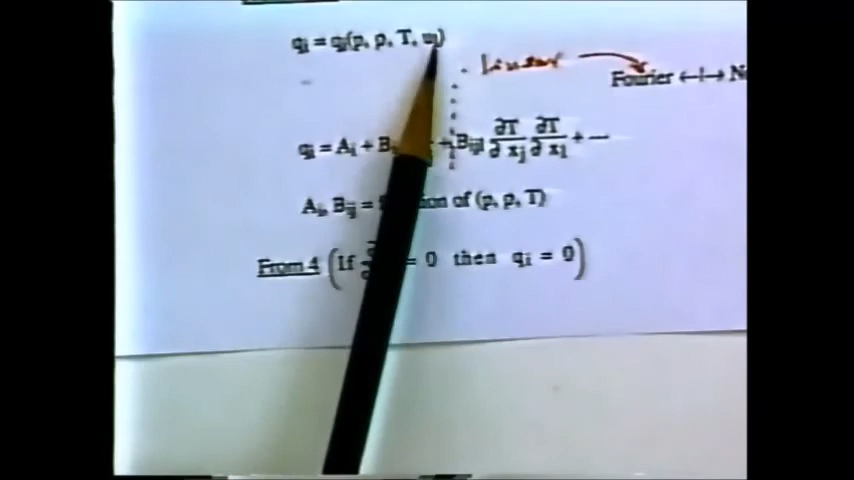 qᵢ = qᵢ(p, ρ, T, uᵢ)
Linear
Fourier ←|→ N
qᵢ = Aᵢ + B + Bᵢⱼₗ ∂T/∂xⱼ ∂T/∂xₗ + —
Aᵢ, Bᵢⱼ = of (p, ρ, T)
From 4 (If ∂ = 0 then qᵢ = 0)